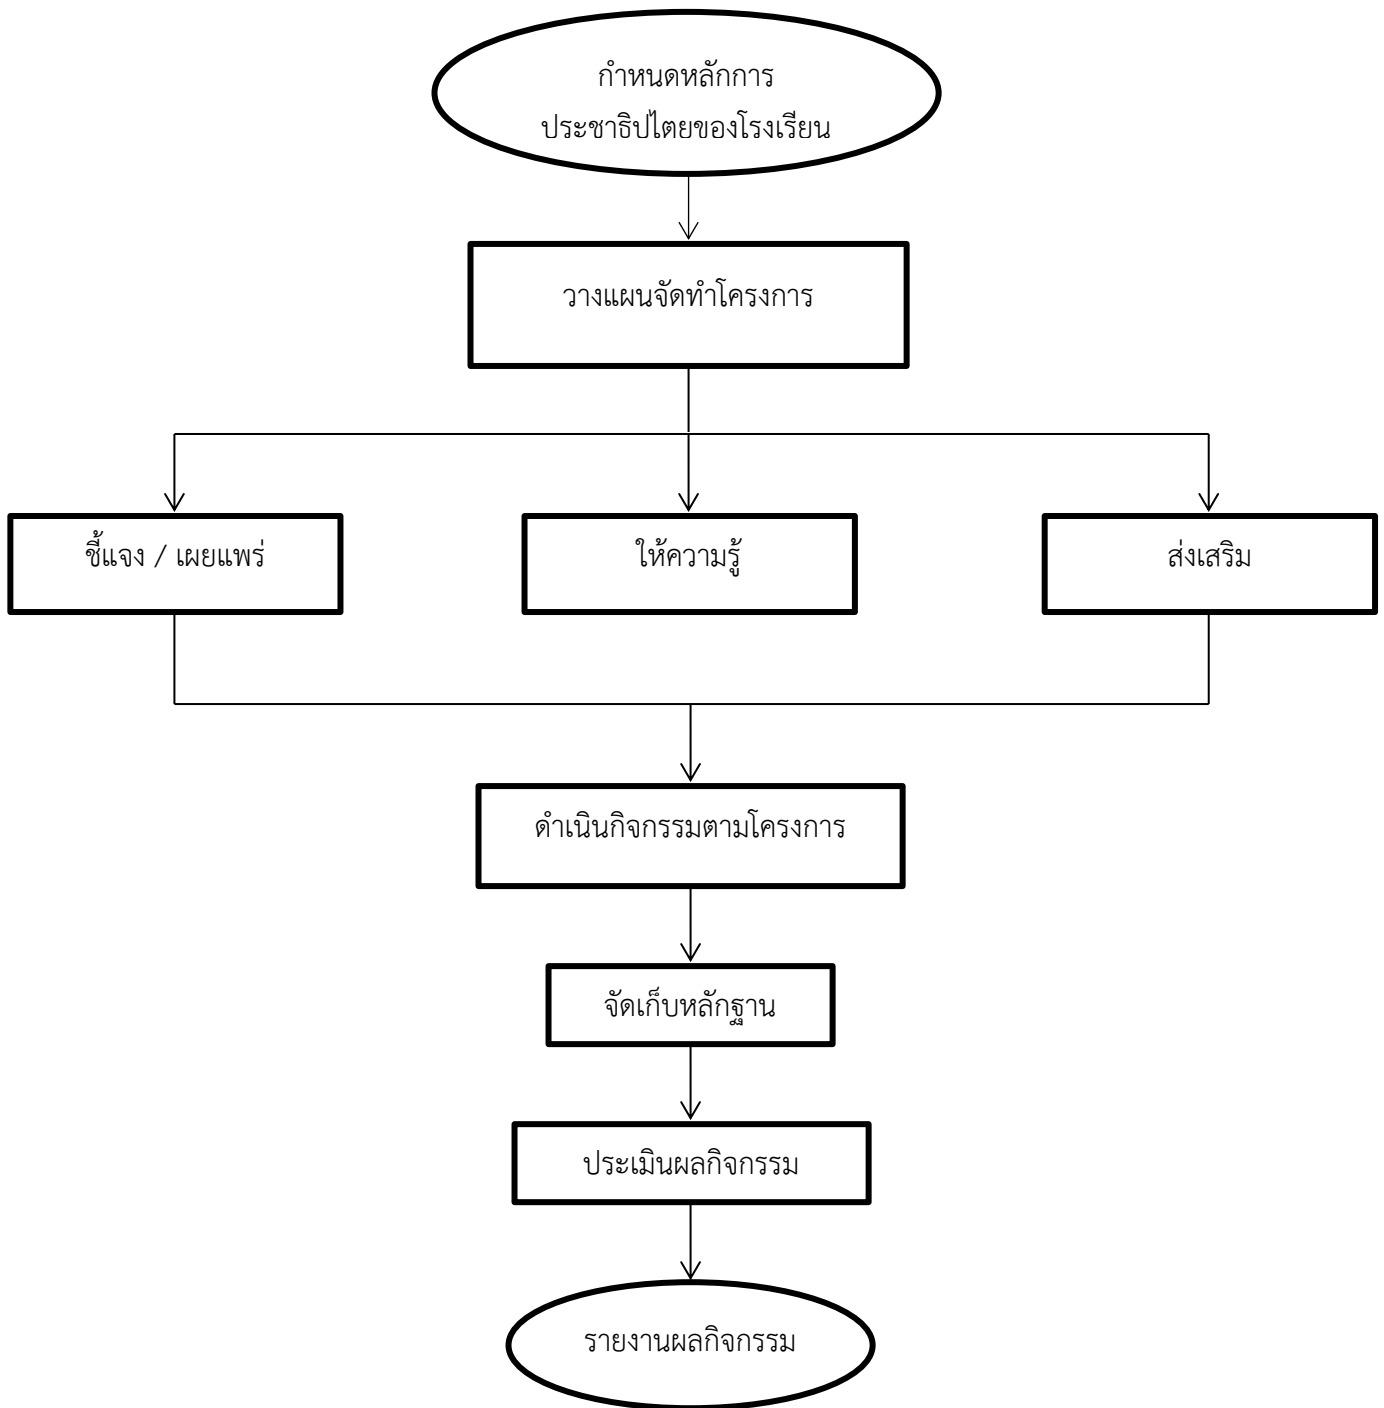 กำหนดหลักการ
ประชาธิปไตยของโรงเรียน
วางแผนจัดทำโครงการ
ชี้แจง / เผยแพร่
ให้ความรู้
ส่งเสริม
ดำเนินกิจกรรมตามโครงการ
จัดเก็บหลักฐาน
ประเมินผลกิจกรรม
รายงานผลกิจกรรม